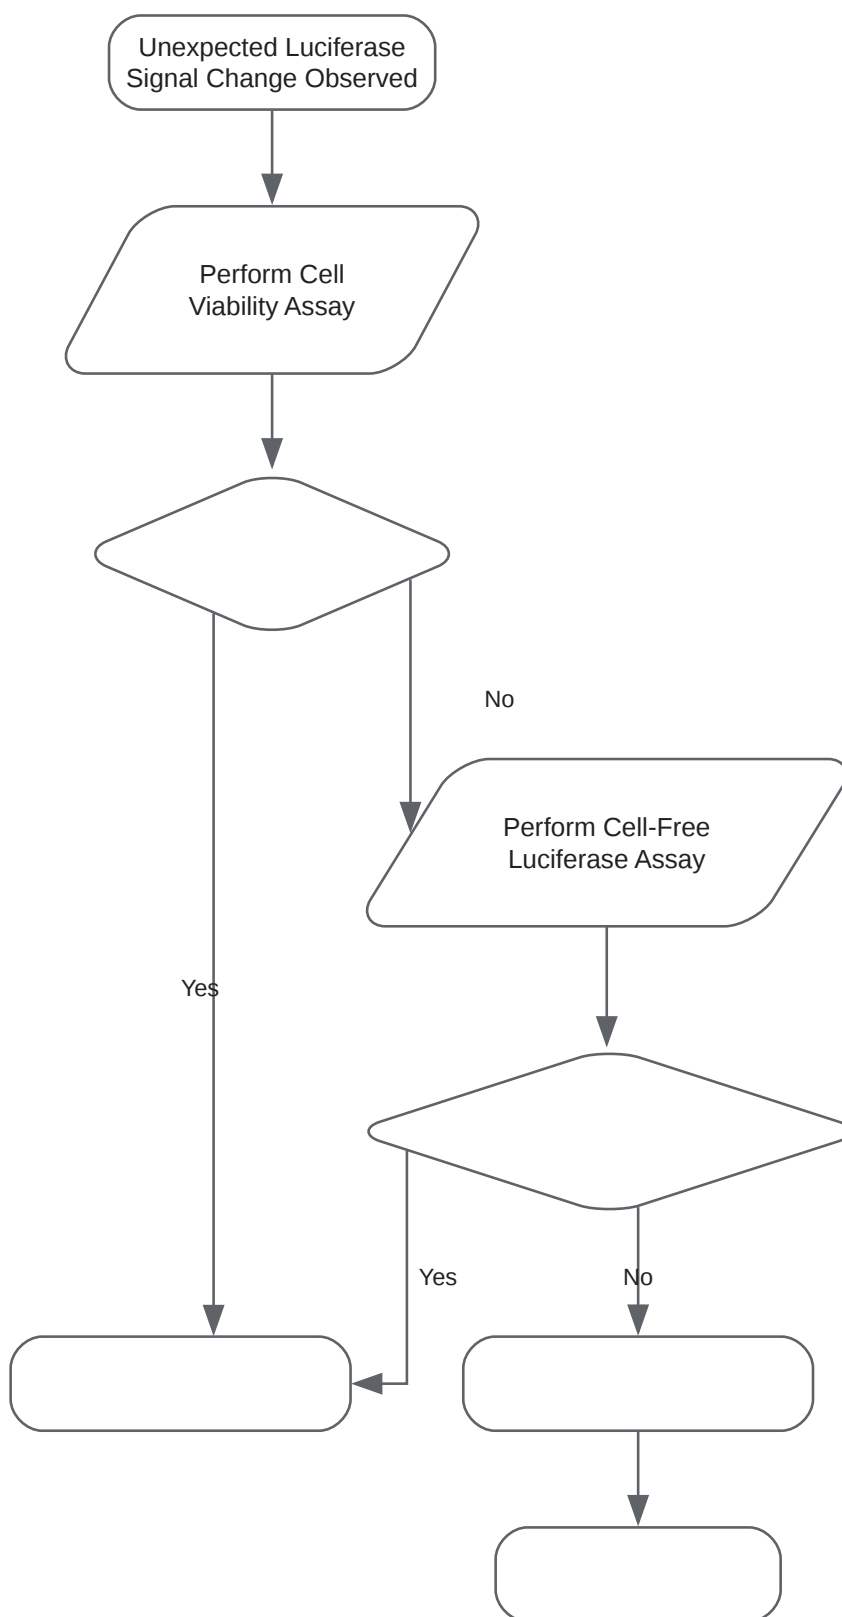 Unexpected Luciferase
Signal Change Observed
Perform Cell
Viability Assay
No
Perform Cell-Free
Luciferase Assay
Yes
Yes
No